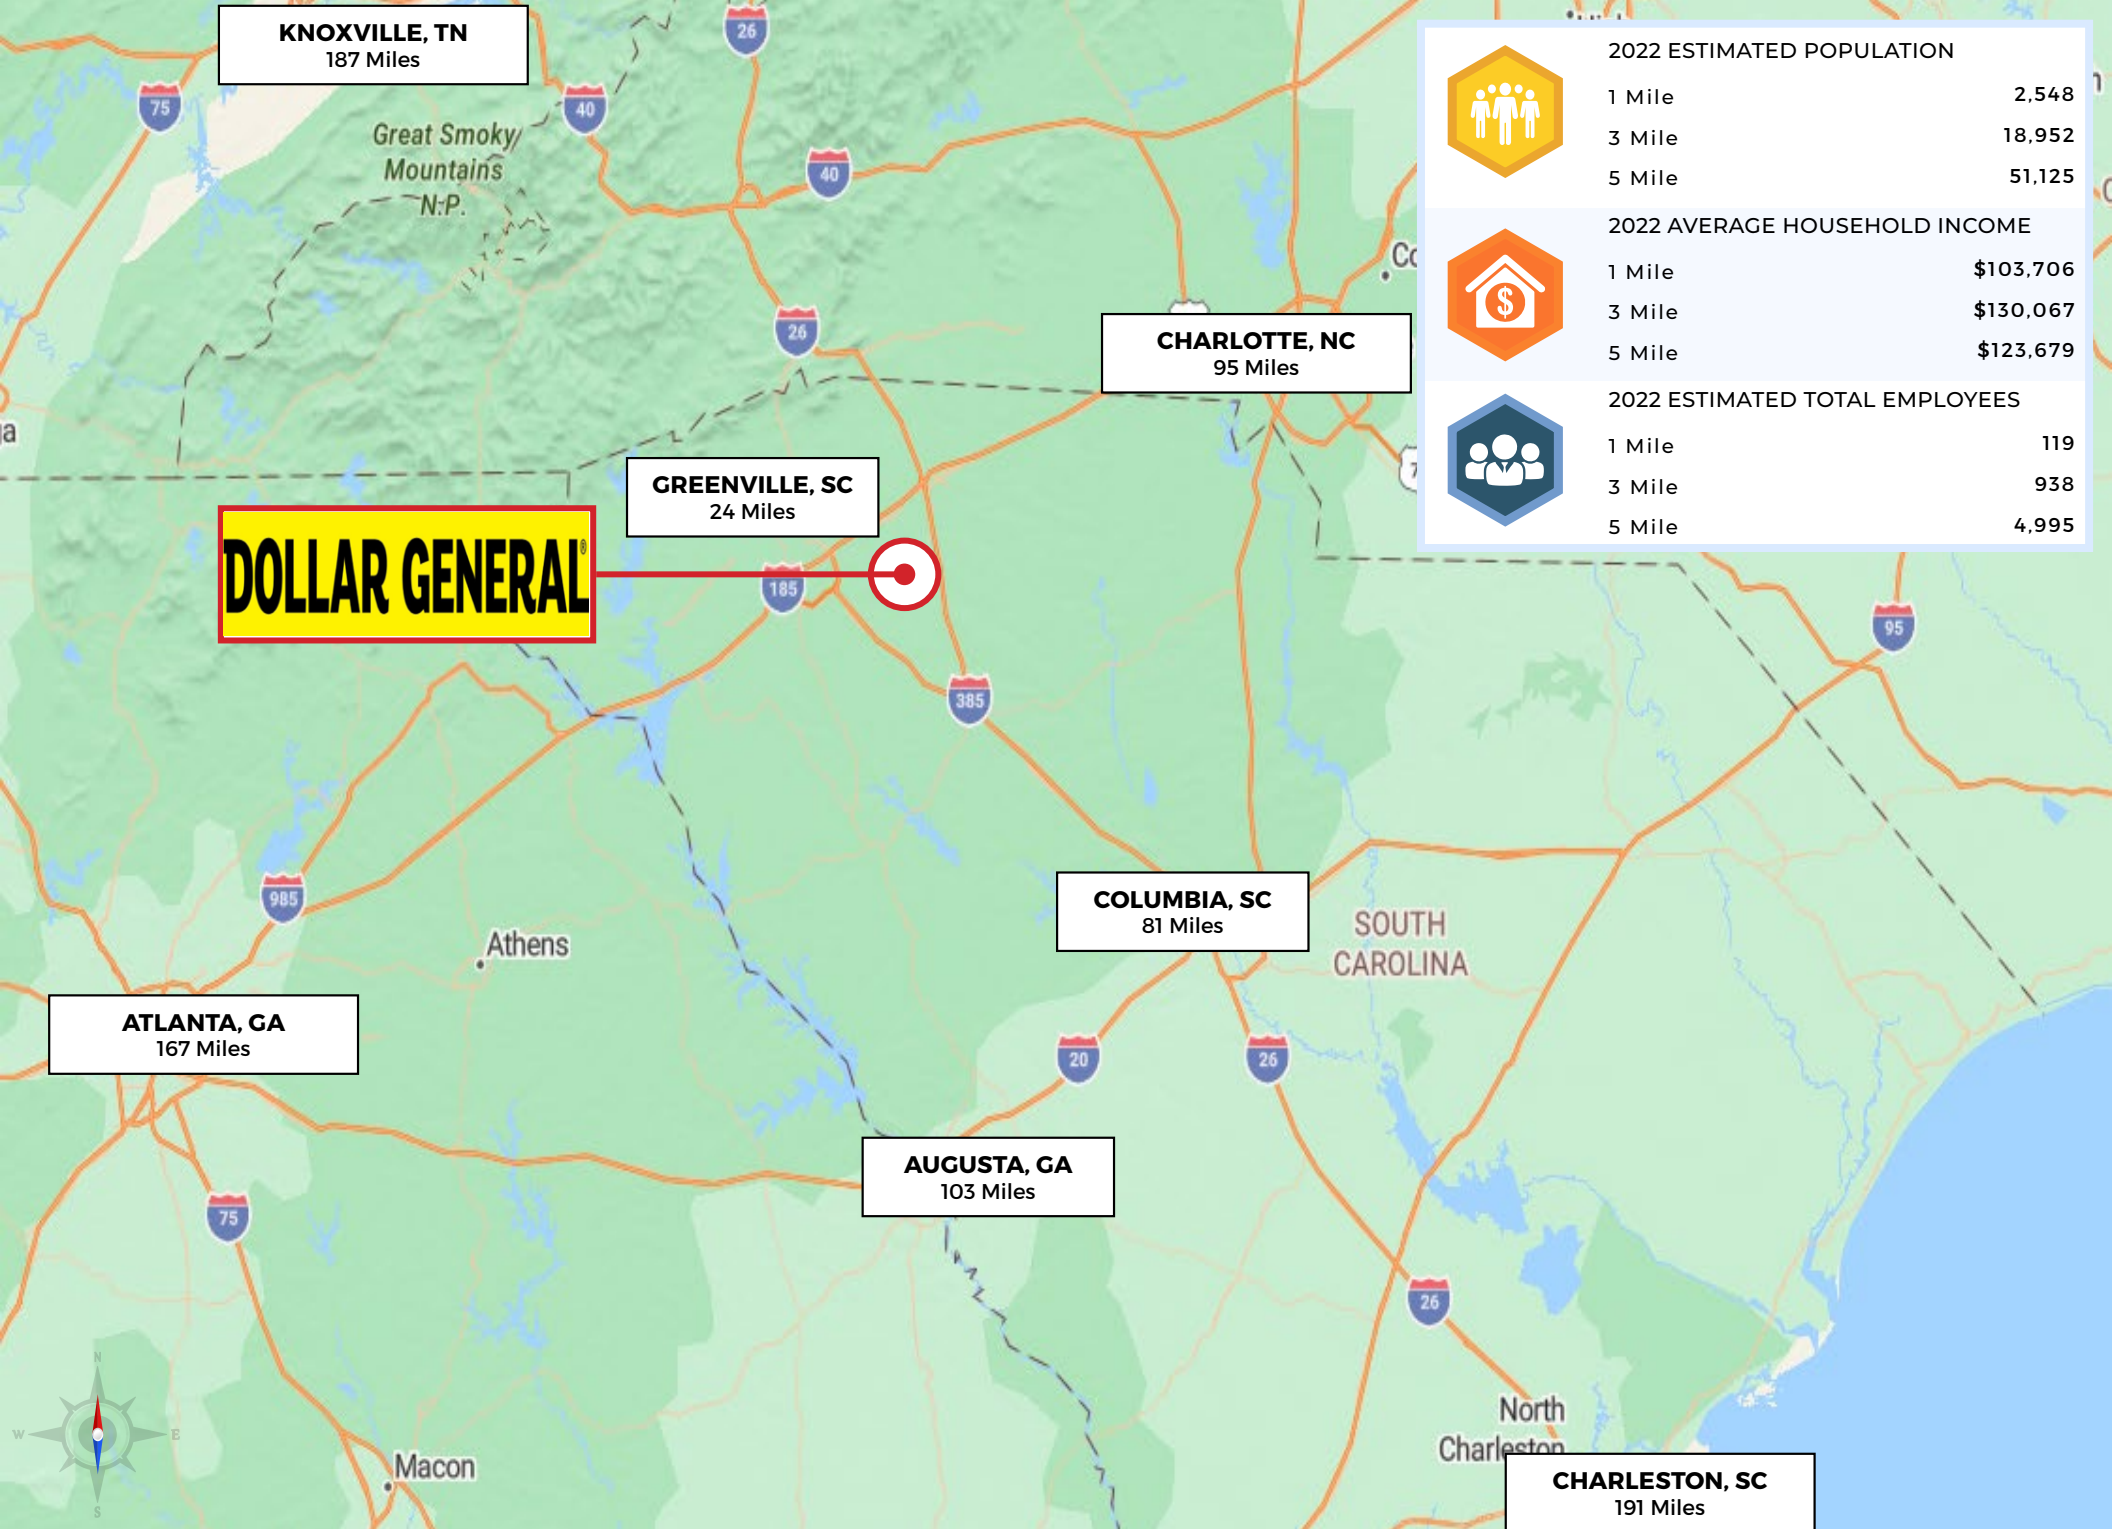 KNOXVILLE, TN
187 Miles
26
75
40
Great Smoky
Mountains
N.P.
40
26
CHARLOTTE, NC
95 Miles
2022 ESTIMATED POPULATION
1 Mile 2,548
3 Mile 18,952
5 Mile 51,125
2022 AVERAGE HOUSEHOLD INCOME
1 Mile $103,706
3 Mile $130,067
5 Mile $123,679
2022 ESTIMATED TOTAL EMPLOYEES
1 Mile 119
3 Mile 938
5 Mile 4,995
GREENVILLE, SC
24 Miles
DOLLAR GENERAL®
185
95
385
985
Athens
COLUMBIA, SC
81 Miles
SOUTH
CAROLINA
ATLANTA, GA
167 Miles
20
26
AUGUSTA, GA
103 Miles
75
26
N
W E
S
Macon
North
Charleston
CHARLESTON, SC
191 Miles